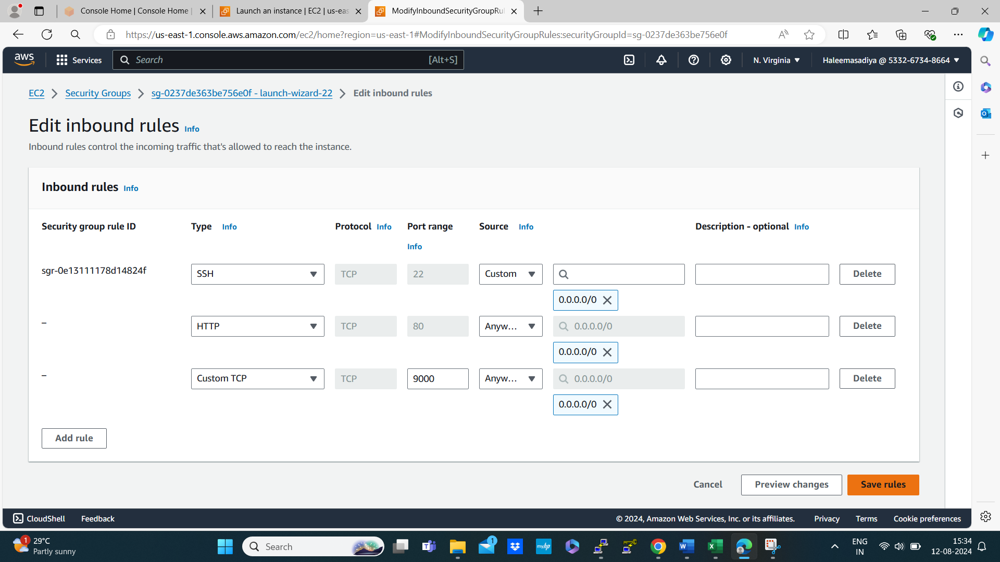 Console Home | Console Home |
Launch an instance | EC2 | us-eas
ModifyInboundSecurityGroupRul
https://us-east-1.console.aws.amazon.com/ec2/home?region=us-east-1#ModifyInboundSecurityGroupRules:securityGroupId=sg-0237de363be756e0f
aws
Services
Search
[Alt+S]
N. Virginia
Haleemasadiya @ 5332-6734-8664
EC2
Security Groups
sg-0237de363be756e0f - launch-wizard-22
Edit inbound rules
Edit inbound rules Info
Inbound rules control the incoming traffic that's allowed to reach the instance.
Inbound rules Info
Security group rule ID
Type Info
Protocol Info
Port range
Info
Source Info
Description - optional Info
sgr-0e13111178d14824f
SSH
TCP
22
Custom
Delete
0.0.0.0/0
–
HTTP
TCP
80
Anyw...
0.0.0.0/0
Delete
0.0.0.0/0
–
Custom TCP
TCP
9000
Anyw...
0.0.0.0/0
Delete
0.0.0.0/0
Add rule
Cancel
Preview changes
Save rules
CloudShell
Feedback
© 2024, Amazon Web Services, Inc. or its affiliates.
Privacy
Terms
Cookie preferences
1
29°C
Partly sunny
Search
1
myhp
ENG
IN
15:34
12-08-2024